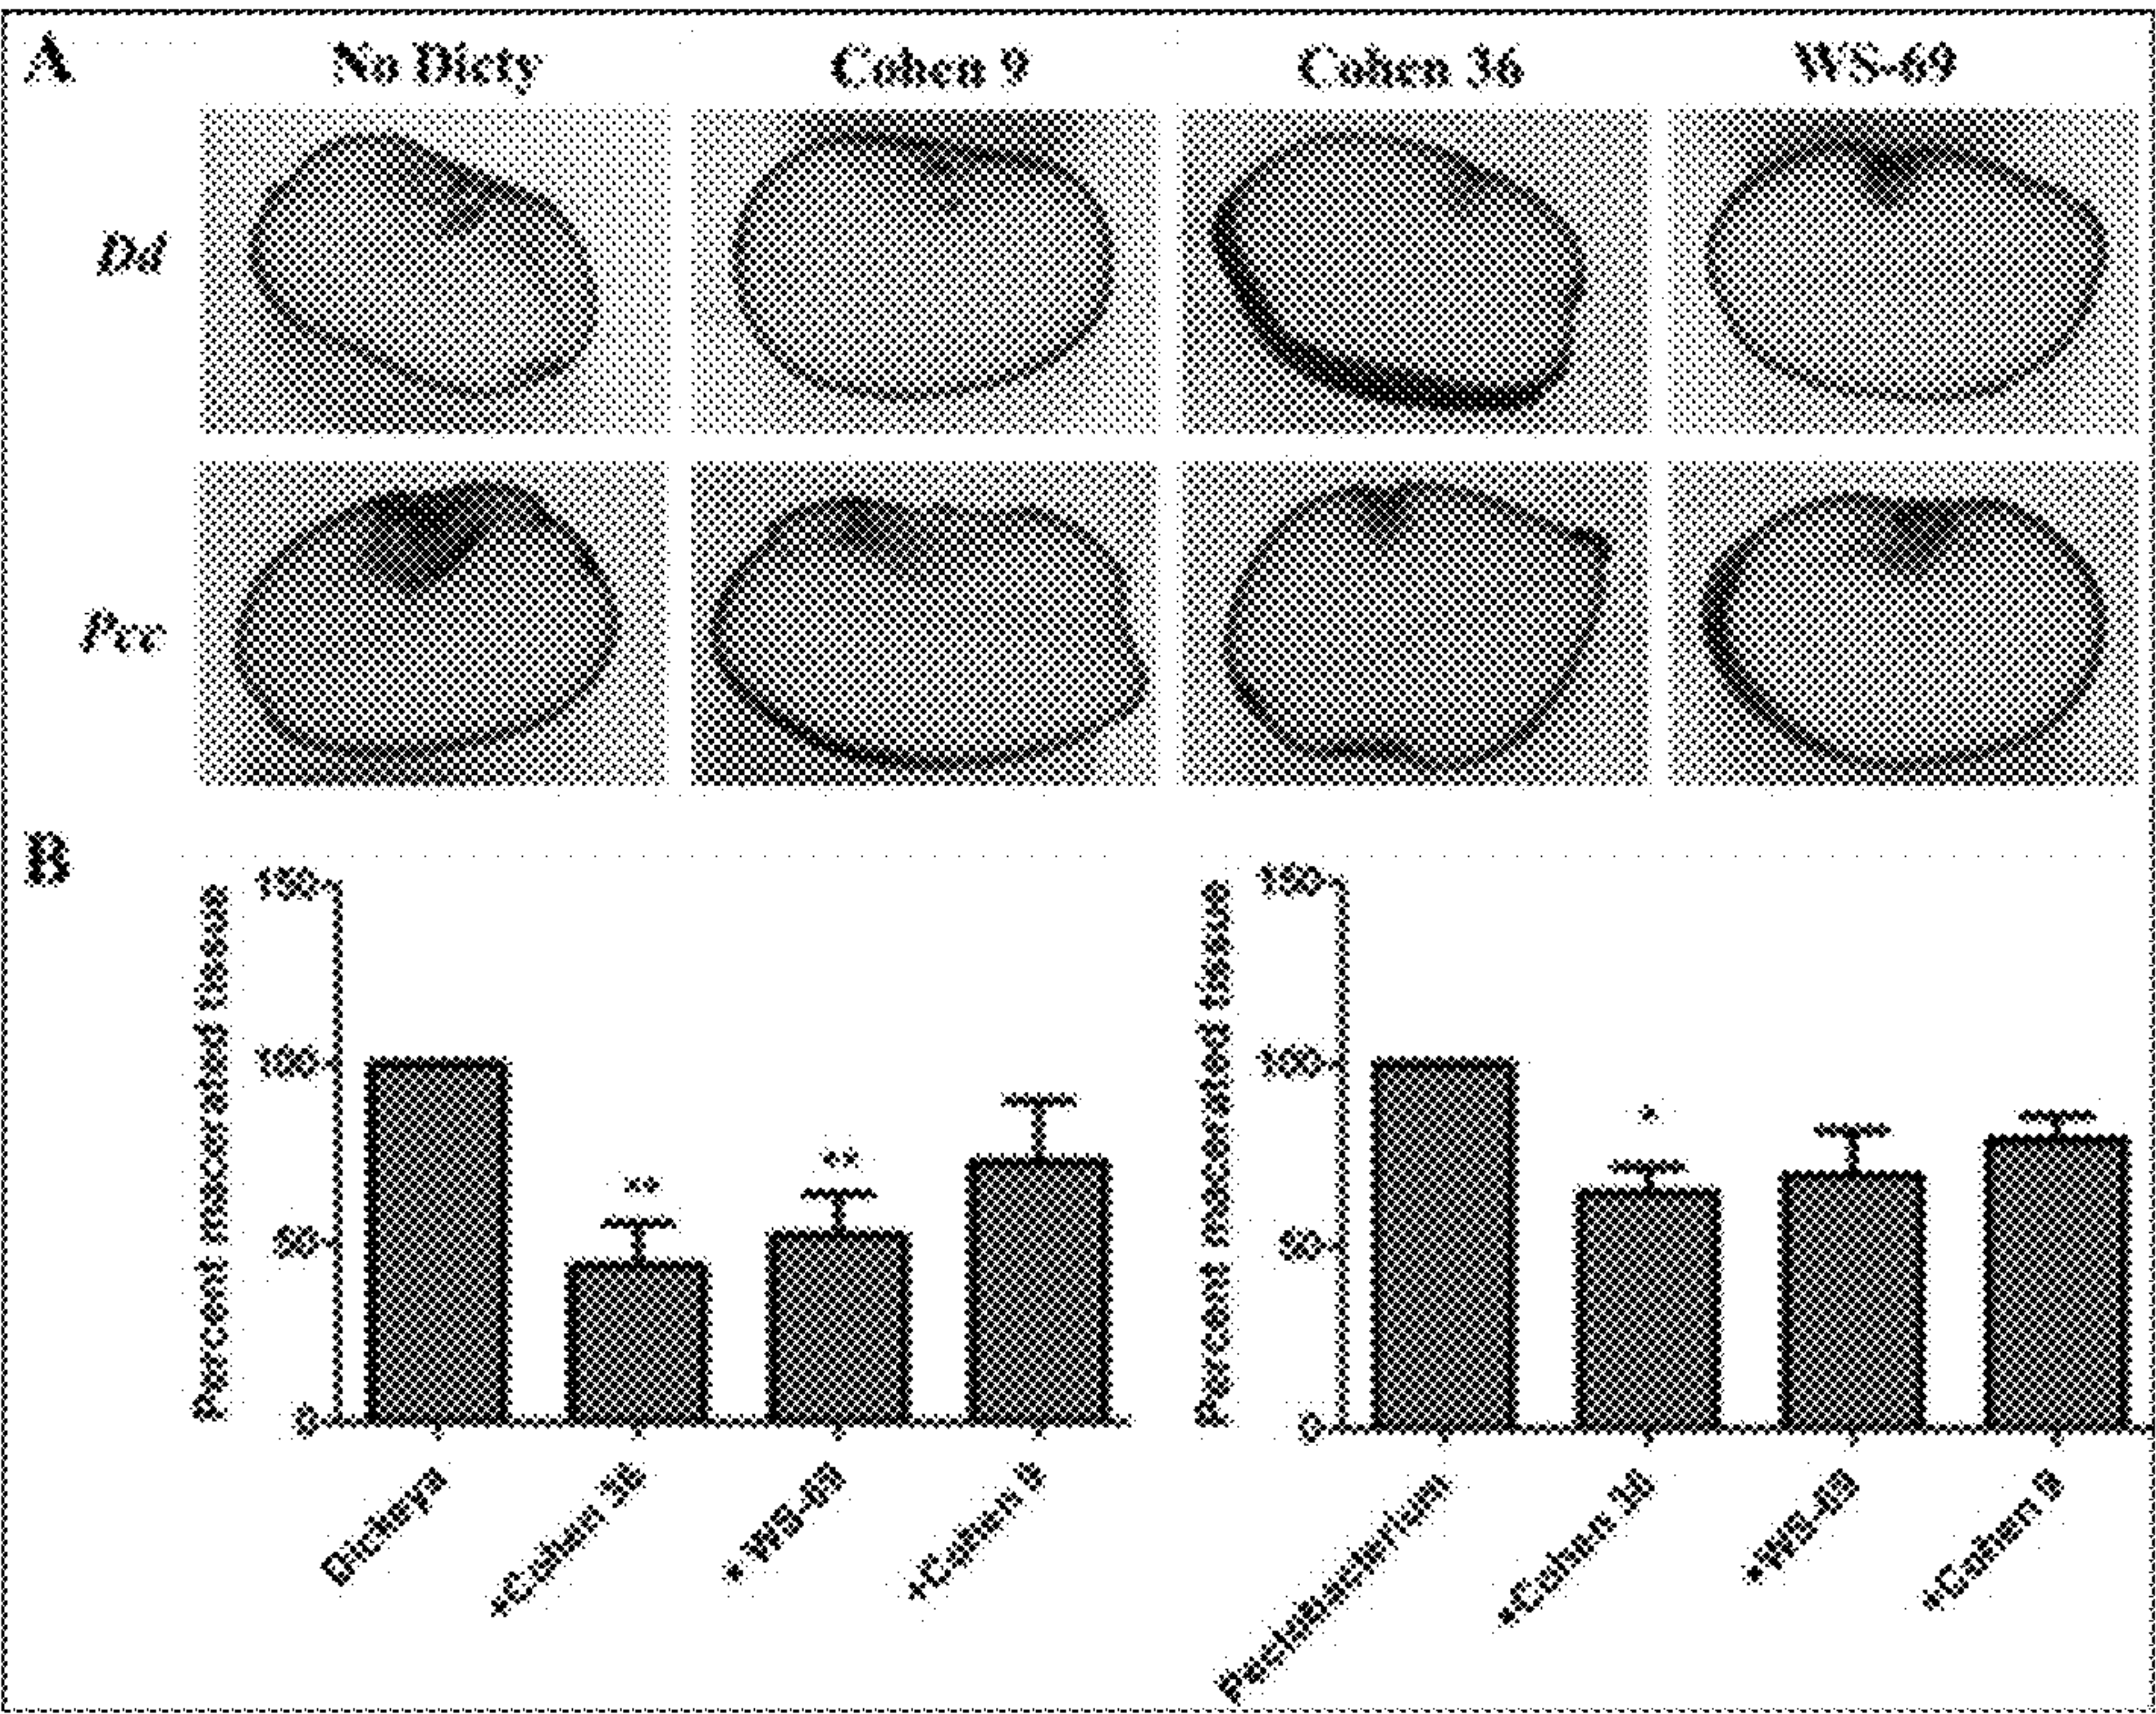 A
No Dicty Cohen 9 Cohen 36 WS-69
Dd
Pcc
B
Percent macerated tissue
150
100
50
0
Dickeya
+Cohen 36
+ WS-69
+Cohen 9
**
**
Percent macerated tissue
150
100
50
0
Pectobacterium
+Cohen 36
+WS-69
+Cohen 9
*